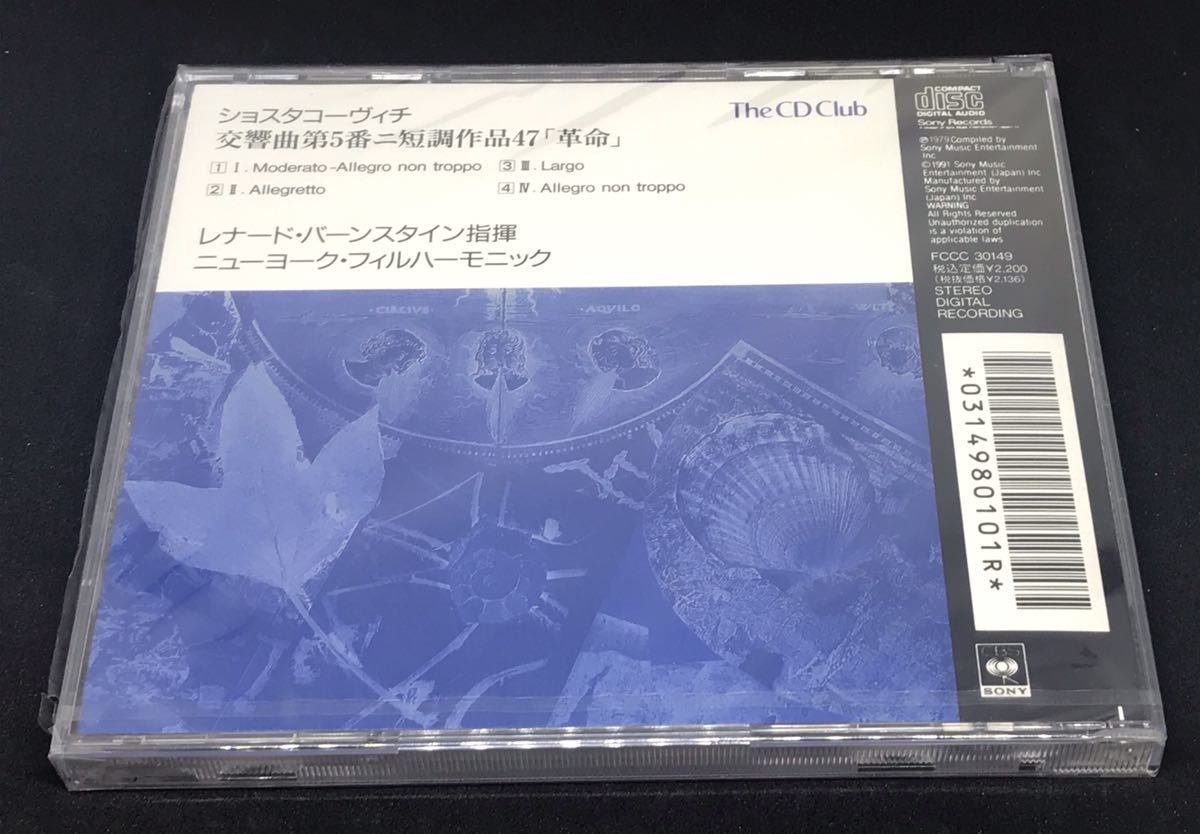 ショスタコーヴィチ
交響曲第5番ニ短調作品47「革命」
1 Ⅰ. Moderato-Allegro non troppo
2 Ⅱ. Allegretto
3 Ⅲ. Largo
4 Ⅳ. Allegro non troppo
レナード・バーンスタイン指揮
ニューヨーク・フィルハーモニック
The CD Club
COMPACT
disc
DIGITAL AUDIO
Sony Records
℗1979 Sony Music Entertainment
Inc
©1991 Sony Music
Entertainment (Japan) Inc
Manufactured by
Sony Music Entertainment
(Japan) Inc
WARNING
All Rights Reserved
Unauthorized duplication
is a violation of
applicable laws
FCCC 30149
税込定価¥2,200
(税抜価格¥2,136)
STEREO
DIGITAL
RECORDING
*0314980101R*
CBS
SONY
AQVILO